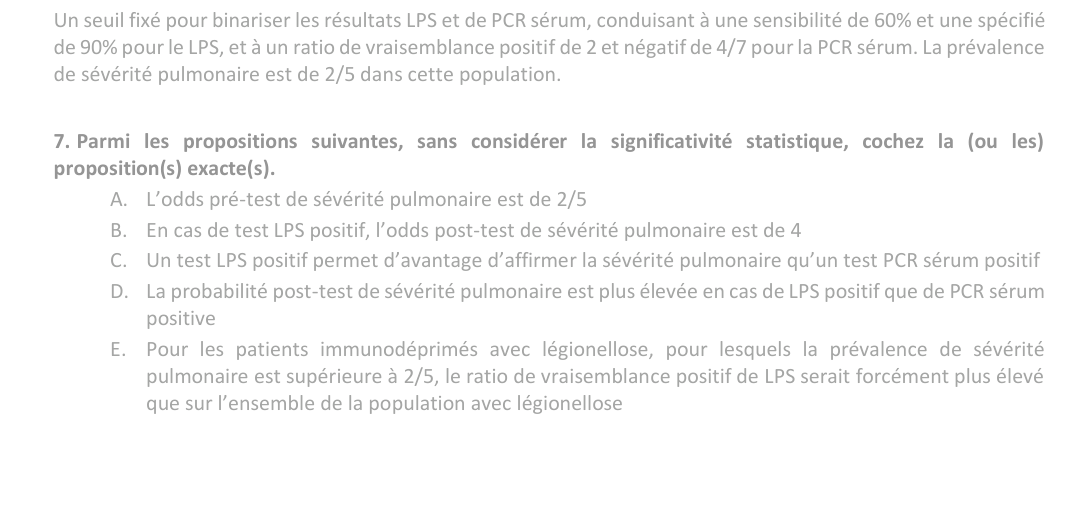 Un seuil fixé pour binariser les résultats LPS et de PCR sérum, conduisant à une sensibilité de 60% et une spécifié
de 90% pour le LPS, et à un ratio de vraisemblance positif de 2 et négatif de 4/7 pour la PCR sérum. La prévalence
de sévérité pulmonaire est de 2/5 dans cette population.
7. Parmi les propositions suivantes, sans considérer la significativité statistique, cochez la (ou les)
proposition(s) exacte(s).
A. L’odds pré-test de sévérité pulmonaire est de 2/5
B. En cas de test LPS positif, l’odds post-test de sévérité pulmonaire est de 4
C. Un test LPS positif permet d’avantage d’affirmer la sévérité pulmonaire qu’un test PCR sérum positif
D. La probabilité post-test de sévérité pulmonaire est plus élevée en cas de LPS positif que de PCR sérum
positive
E. Pour les patients immunodéprimés avec légionellose, pour lesquels la prévalence de sévérité
pulmonaire est supérieure à 2/5, le ratio de vraisemblance positif de LPS serait forcément plus élevé
que sur l’ensemble de la population avec légionellose